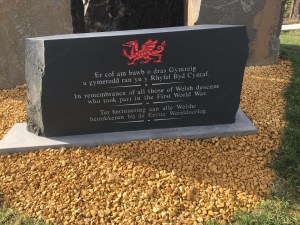 Er cof am bawb o dras Gymreig
a gymerodd ran yn y Rhyfel Byd Cyntaf.
In remembrance of all those of Welsh descent
who took part in the First World War.
Ter herinnering aan alle Welshe
betrokkenen bij de Eerste Wereldoorlog.